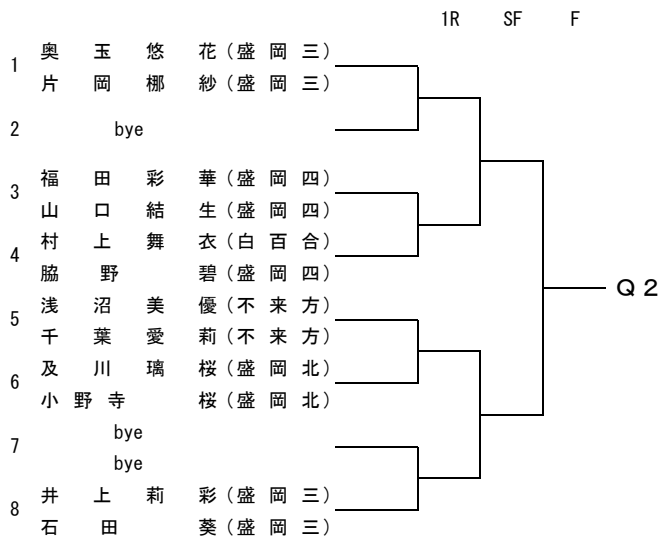 1R SF F
1 奥玉悠花(盛岡三)
片岡梛紗(盛岡三)
2 bye
3 福田彩華(盛岡四)
山口結生(盛岡四)
4 村上舞衣(白百合)
脇野碧(盛岡四)
5 浅沼美優(不来方)
千葉愛莉(不来方)
6 及川璃桜(盛岡北)
小野寺桜(盛岡北)
7 bye
bye
8 井上莉彩(盛岡三)
石田葵(盛岡三)
Q2